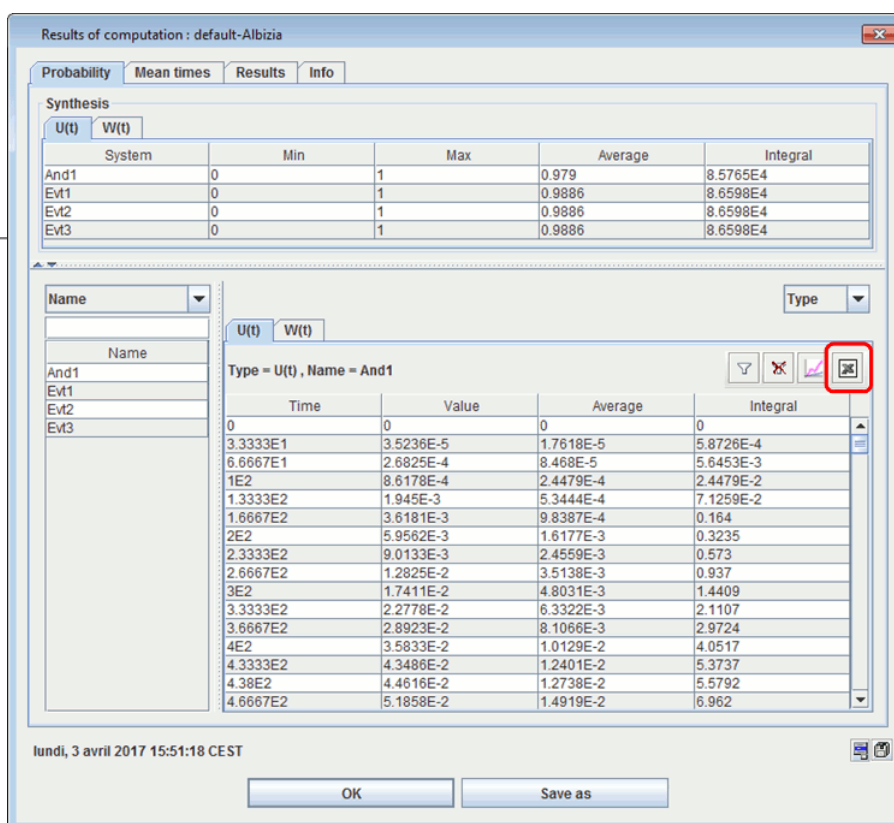 Results of computation : default-Albizia
Probability Mean times Results Info
Synthesis
U(t) W(t)
System Min Max Average Integral
And1 0 1 0.979 8.5765E4
Evt1 0 1 0.9886 8.6598E4
Evt2 0 1 0.9886 8.6598E4
Evt3 0 1 0.9886 8.6598E4
Name
Name
And1
Evt1
Evt2
Evt3
Type
U(t) W(t)
Type = U(t) , Name = And1
Time Value Average Integral
0 0 0 0
3.3333E1 3.5236E-5 1.7618E-5 5.8726E-4
6.6667E1 2.6825E-4 8.468E-5 5.6453E-3
1E2 8.6178E-4 2.4479E-4 2.4479E-2
1.3333E2 1.945E-3 5.3444E-4 7.1259E-2
1.6667E2 3.6181E-3 9.8387E-4 0.164
2E2 5.9562E-3 1.6177E-3 0.3235
2.3333E2 9.0133E-3 2.4559E-3 0.573
2.6667E2 1.2825E-2 3.5138E-3 0.937
3E2 1.7411E-2 4.8031E-3 1.4409
3.3333E2 2.2778E-2 6.3322E-3 2.1107
3.6667E2 2.8923E-2 8.1066E-3 2.9724
4E2 3.5833E-2 1.0129E-2 4.0517
4.3333E2 4.3486E-2 1.2401E-2 5.3737
4.38E2 4.4616E-2 1.2738E-2 5.5792
4.6667E2 5.1858E-2 1.4919E-2 6.962
lundi, 3 avril 2017 15:51:18 CEST
OK Save as